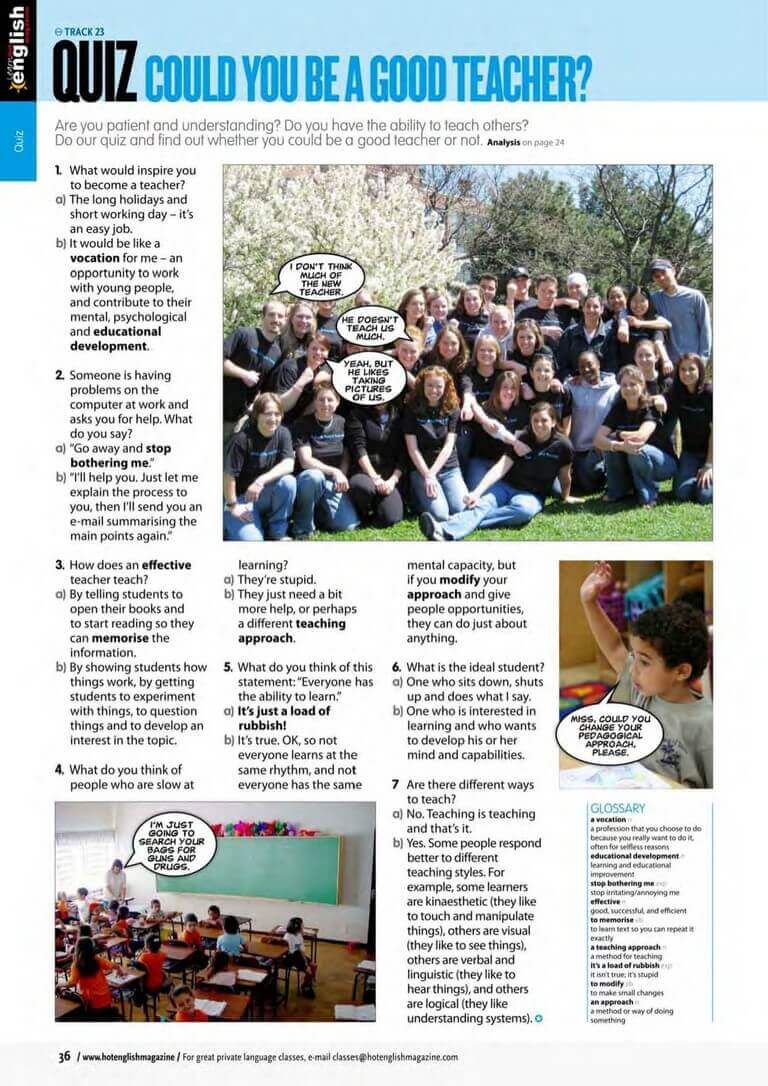 Learn hot
english
magazine
Quiz
TRACK 23
QUIZ COULD YOU BE A GOOD TEACHER?
Are you patient and understanding? Do you have the ability to teach others?
Do our quiz and find out whether you could be a good teacher or not. Analysis on page 24
1. What would inspire you
to become a teacher?
a) The long holidays and
short working day – it's
an easy job.
b) It would be like a
vocation for me – an
opportunity to work
with young people,
and contribute to their
mental, psychological
and educational
development.
2. Someone is having
problems on the
computer at work and
asks you for help. What
do you say?
a) "Go away and stop
bothering me."
b) "I'll help you. Just let me
explain the process to
you, then I'll send you an
e-mail summarising the
main points again."
I DON'T THINK
MUCH OF
THE NEW
TEACHER.
HE DOESN'T
TEACH US
MUCH.
YEAH, BUT
HE LIKES
TAKING
PICTURES
OF US.
3. How does an effective
teacher teach?
a) By telling students to
open their books and
to start reading so they
can memorise the
information.
b) By showing students how
things work, by getting
students to experiment
with things, to question
things and to develop an
interest in the topic.
4. What do you think of
people who are slow at
learning?
a) They're stupid.
b) They just need a bit
more help, or perhaps
a different teaching
approach.
5. What do you think of this
statement: "Everyone has
the ability to learn."
a) It's just a load of
rubbish!
b) It's true. OK, so not
everyone learns at the
same rhythm, and not
everyone has the same
mental capacity, but
if you modify your
approach and give
people opportunities,
they can do just about
anything.
6. What is the ideal student?
a) One who sits down, shuts
up and does what I say.
b) One who is interested in
learning and who wants
to develop his or her
mind and capabilities.
7 Are there different ways
to teach?
a) No. Teaching is teaching
and that's it.
b) Yes. Some people respond
better to different
teaching styles. For
example, some learners
are kinaesthetic (they like
to touch and manipulate
things), others are visual
(they like to see things),
others are verbal and
linguistic (they like to
hear things), and others
are logical (they like
understanding systems).
I'M JUST
GOING TO
SEARCH YOUR
BAGS FOR
GUNS AND
DRUGS.
MISS, COULD YOU
CHANGE YOUR
PEDAGOGICAL
APPROACH,
PLEASE.
GLOSSARY
a vocation n
a profession that you choose to do
because you really want to do it,
often for selfless reasons
educational development n
learning and educational
improvement
stop bothering me exp
stop irritating/annoying me
effective n
good, successful, and efficient
to memorise vb
to learn text so you can repeat it
exactly
a teaching approach n
a method for teaching
it's a load of rubbish exp
it isn't true; it's stupid
to modify vb
to make small changes
an approach n
a method or way of doing
something
36 / www.hotenglishmagazine / For great private language classes, e-mail classes@hotenglishmagazine.com